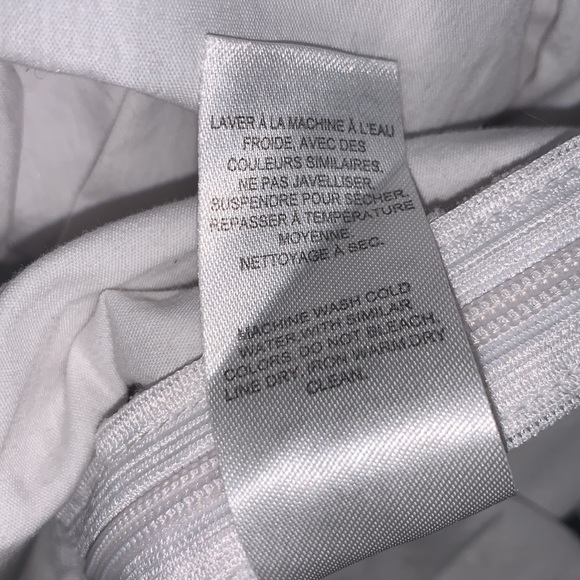 LAVER À LA MACHINE À L'EAU
FROIDE, AVEC DES
COULEURS SIMILAIRES.
NE PAS JAVELLISER.
SUSPENDRE POUR SÉCHER.
REPASSER À TEMPÉRATURE
MOYENNE.
NETTOYAGE À SEC.
MACHINE WASH COLD
WATER, WITH SIMILAR
COLORS. DO NOT BLEACH.
LINE DRY. IRON WARM. DRY
CLEAN.